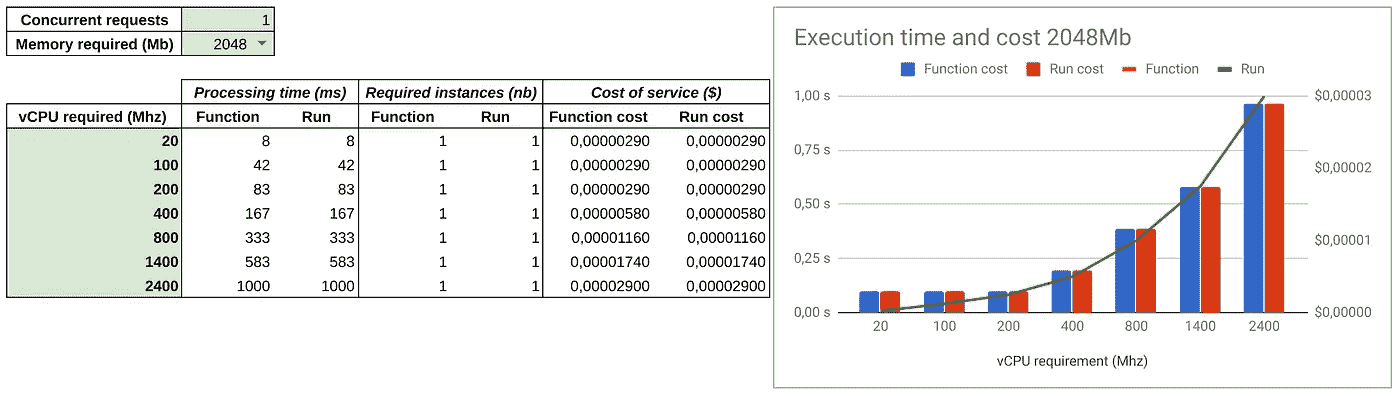 Concurrent requests 1
Memory required (Mb) 2048
Processing time (ms) Required instances (nb) Cost of service ($)
vCPU required (Mhz) Function Run Function Run Function cost Run cost
20 8 8 1 1 0,00000290 0,00000290
100 42 42 1 1 0,00000290 0,00000290
200 83 83 1 1 0,00000290 0,00000290
400 167 167 1 1 0,00000580 0,00000580
800 333 333 1 1 0,00001160 0,00001160
1400 583 583 1 1 0,00001740 0,00001740
2400 1000 1000 1 1 0,00002900 0,00002900
Execution time and cost 2048Mb
Function cost Run cost Function Run
1,00 s $0,00003
0,75 s
$0,00002
0,50 s
$0,00001
0,25 s
0,00 s $0,00000
20 100 200 400 800 1400 2400
vCPU requirement (Mhz)